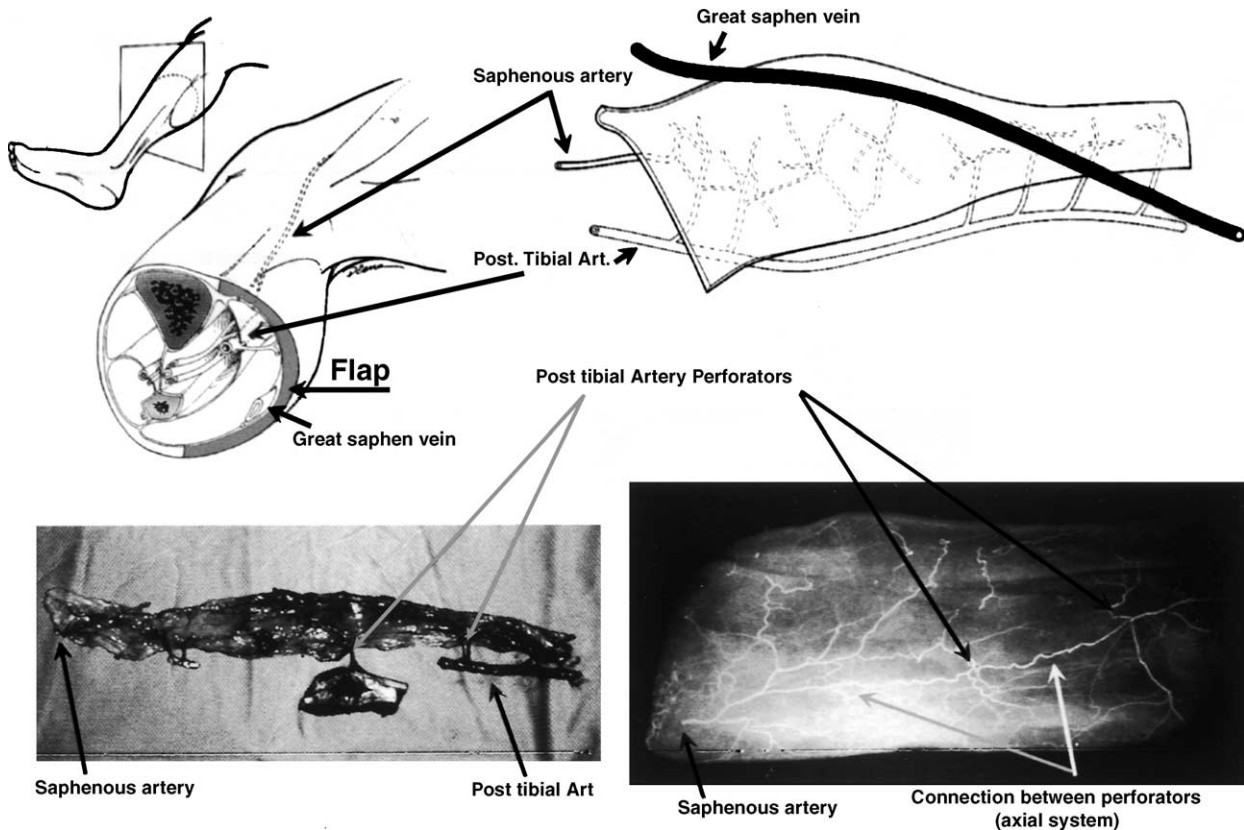 Great saphen vein
Saphenous artery
Post. Tibial Art.
Flap
Great saphen vein
Post tibial Artery Perforators
Saphenous artery
Post tibial Art
Saphenous artery
Connection between perforators
(axial system)